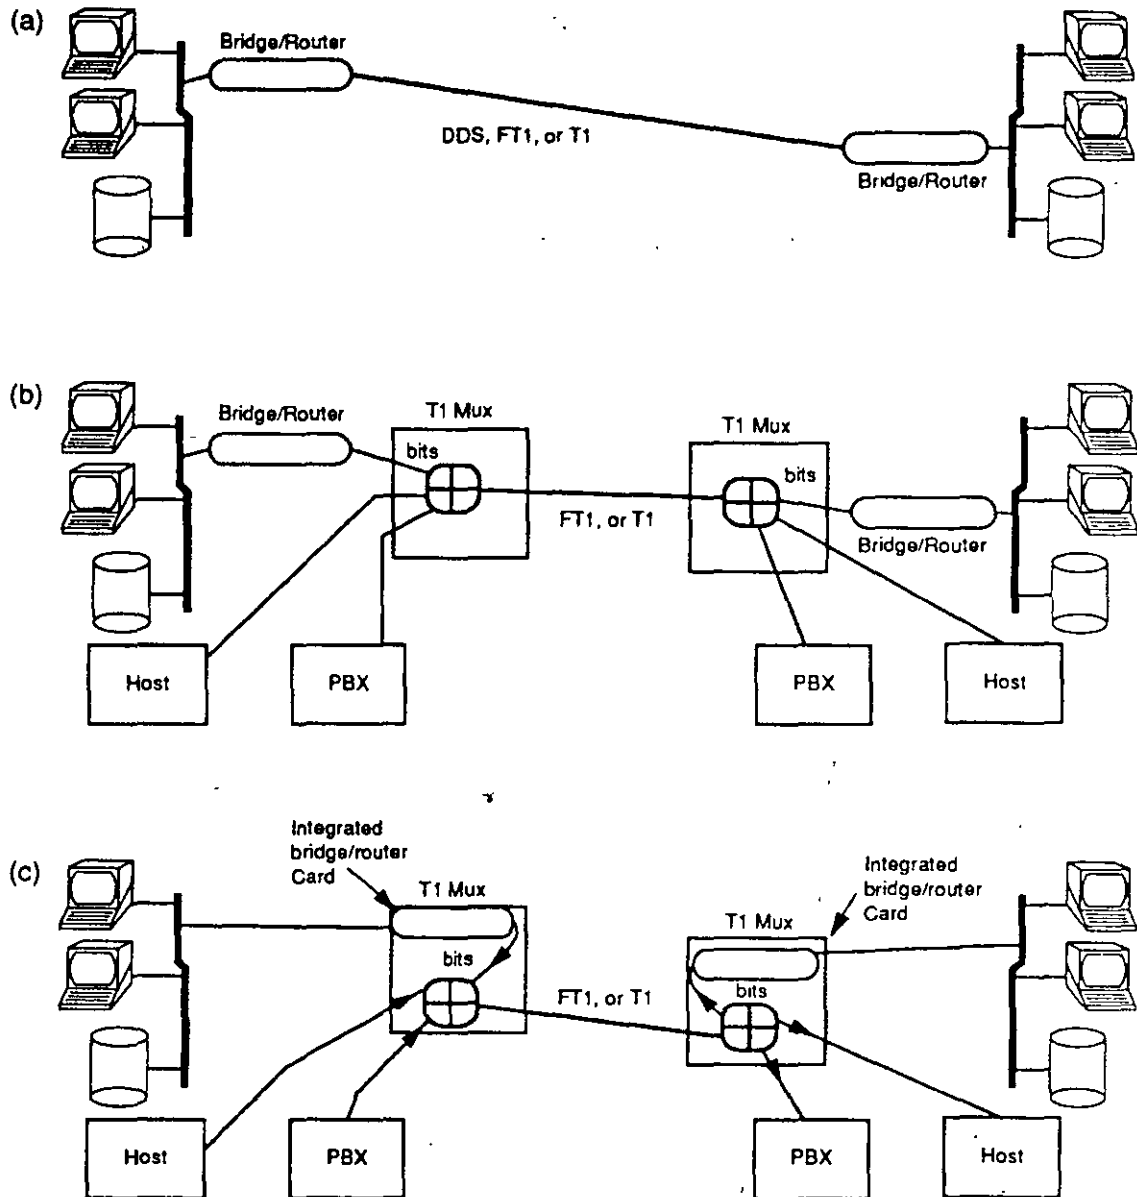 (a)
Bridge/Router
DDS, FT1, or T1
Bridge/Router
(b)
Bridge/Router
T1 Mux
T1 Mux
bits
bits
FT1, or T1
Bridge/Router
Host
PBX
PBX
Host
(c)
Integrated
bridge/router
Card
T1 Mux
Integrated
bridge/router
Card
T1 Mux
bits
bits
FT1, or T1
Host
PBX
PBX
Host